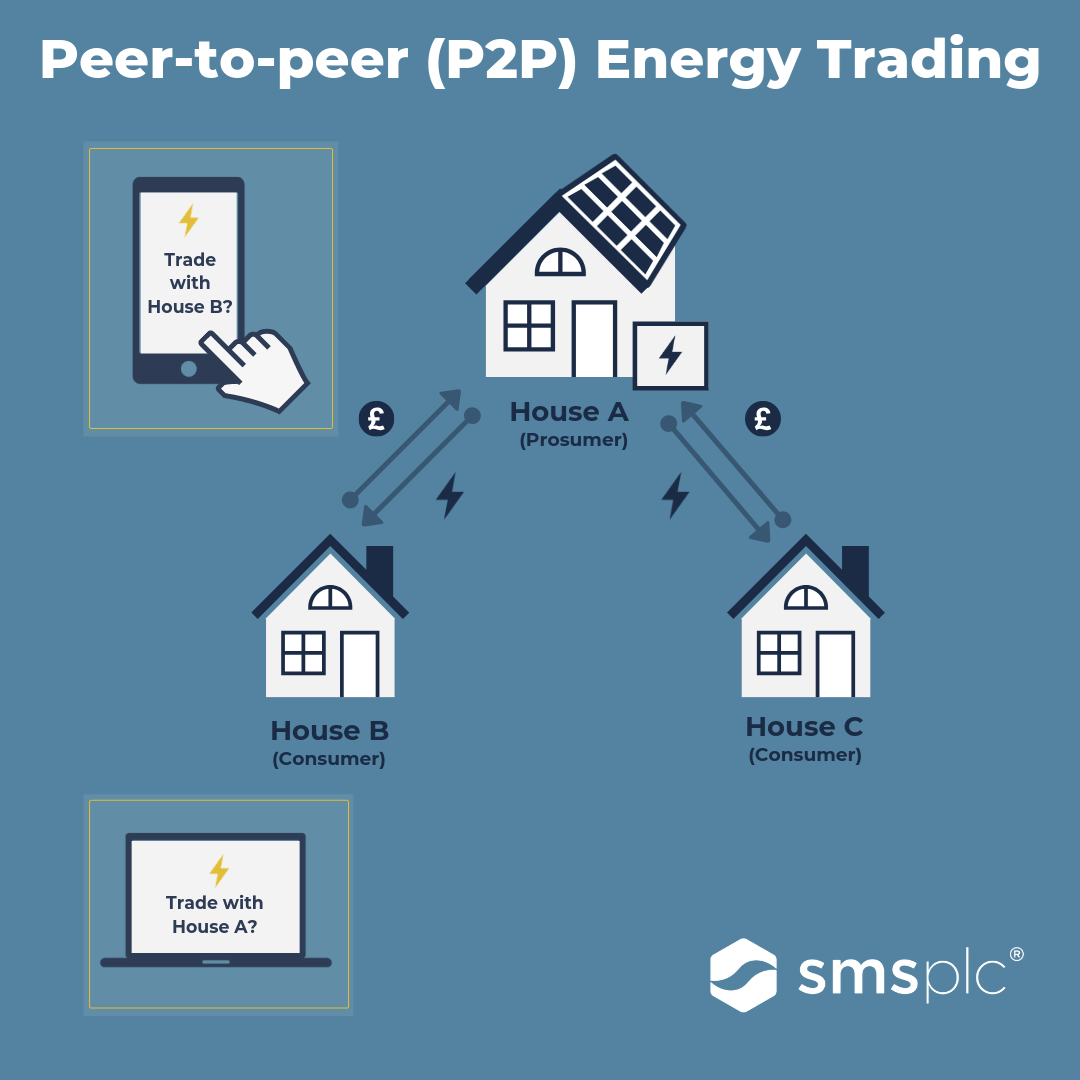 Peer-to-peer (P2P) Energy Trading
Trade
with
House B?
£
£
House A
(Prosumer)
House B
(Consumer)
House C
(Consumer)
Trade with
House A?
smsplc®